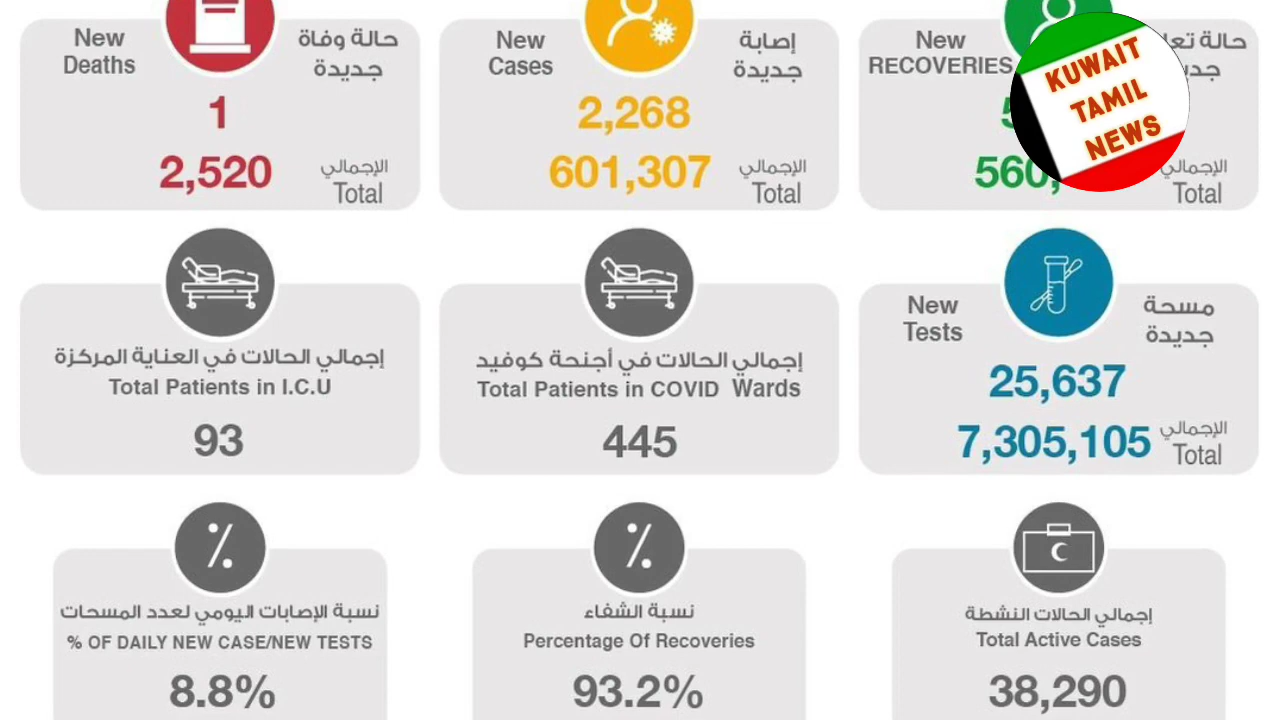 New
Deaths
حالة وفاة
جديدة
1
2,520
الإجمالي
Total
New
Cases
إصابة
جديدة
2,268
601,307
الإجمالي
Total
New
RECOVERIES
حالة
560,
الإجمالي
Total
KUWAIT
TAMIL
NEWS
إجمالي الحالات في العناية المركزة
Total Patients in I.C.U
93
إجمالي الحالات في أجنحة كوفيد
Total Patients in COVID Wards
445
New
Tests
مسحة
جديدة
25,637
7,305,105
الإجمالي
Total
نسبة الإصابات اليومي لعدد المسحات
% OF DAILY NEW CASE/NEW TESTS
8.8%
نسبة الشفاء
Percentage Of Recoveries
93.2%
إجمالي الحالات النشطة
Total Active Cases
38,290